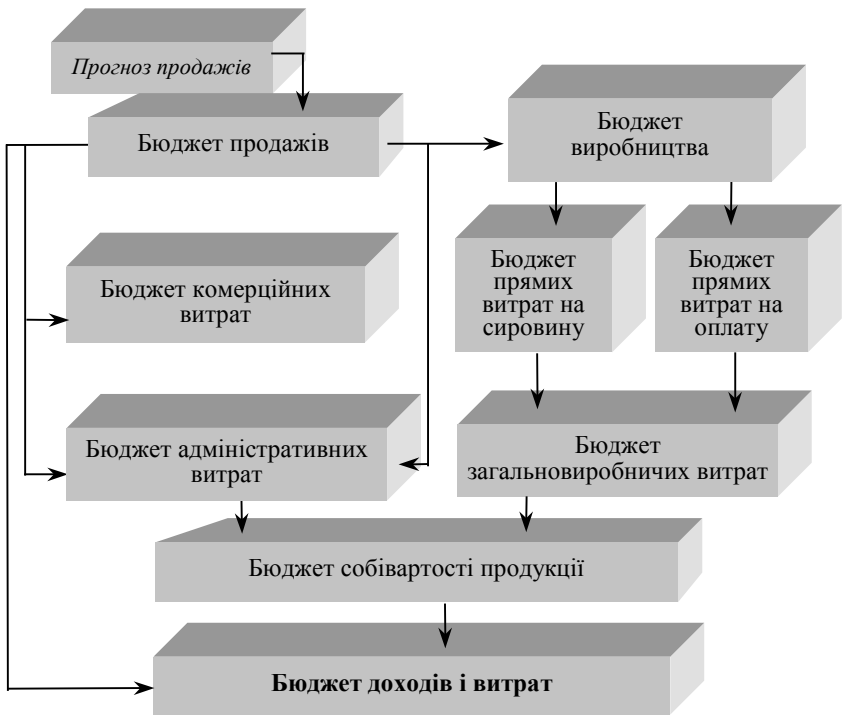 Прогноз продажів
Бюджет продажів
Бюджет
виробництва
Бюджет комерційних
витрат
Бюджет
прямих
витрат на
сировину
Бюджет
прямих
витрат на
оплату
Бюджет адміністративних
витрат
Бюджет
загальновиробничих витрат
Бюджет собівартості продукції
Бюджет доходів і витрат